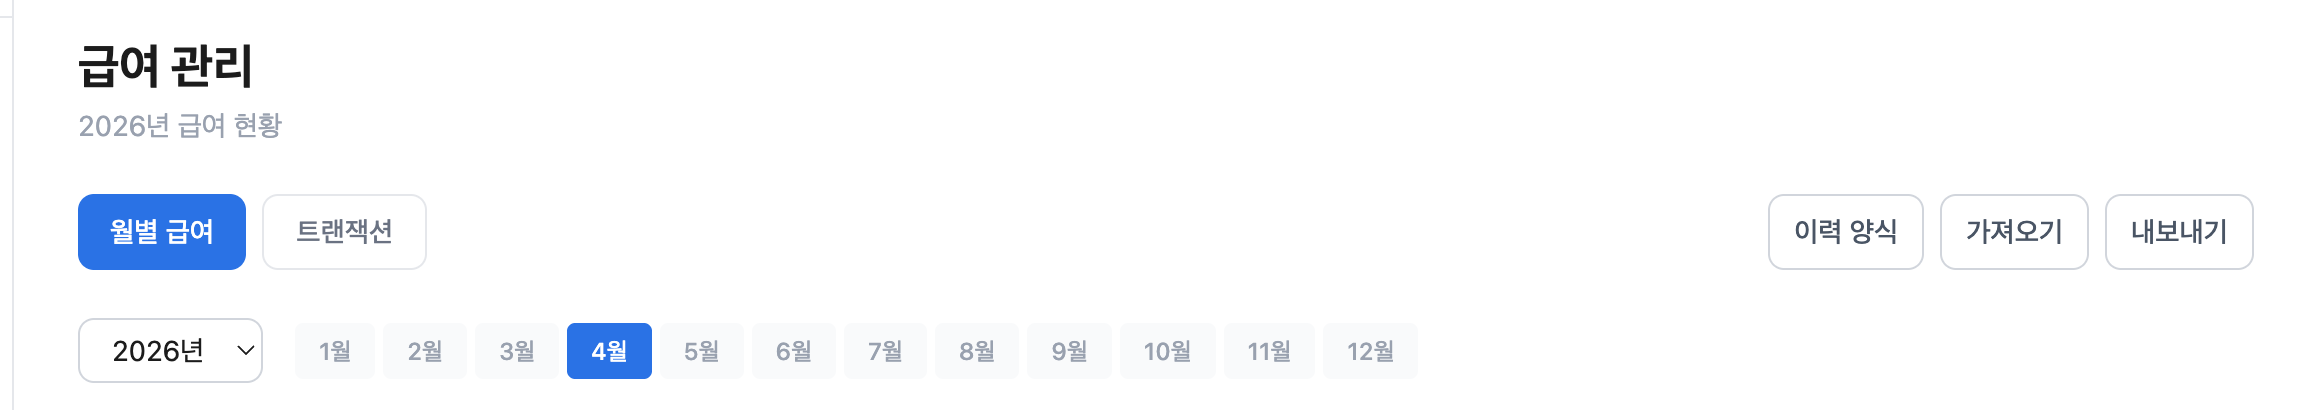 급여 관리
2026년 급여 현황
월별 급여 트랜잭션 이력 양식 가져오기 내보내기
2026년 1월 2월 3월 4월 5월 6월 7월 8월 9월 10월 11월 12월